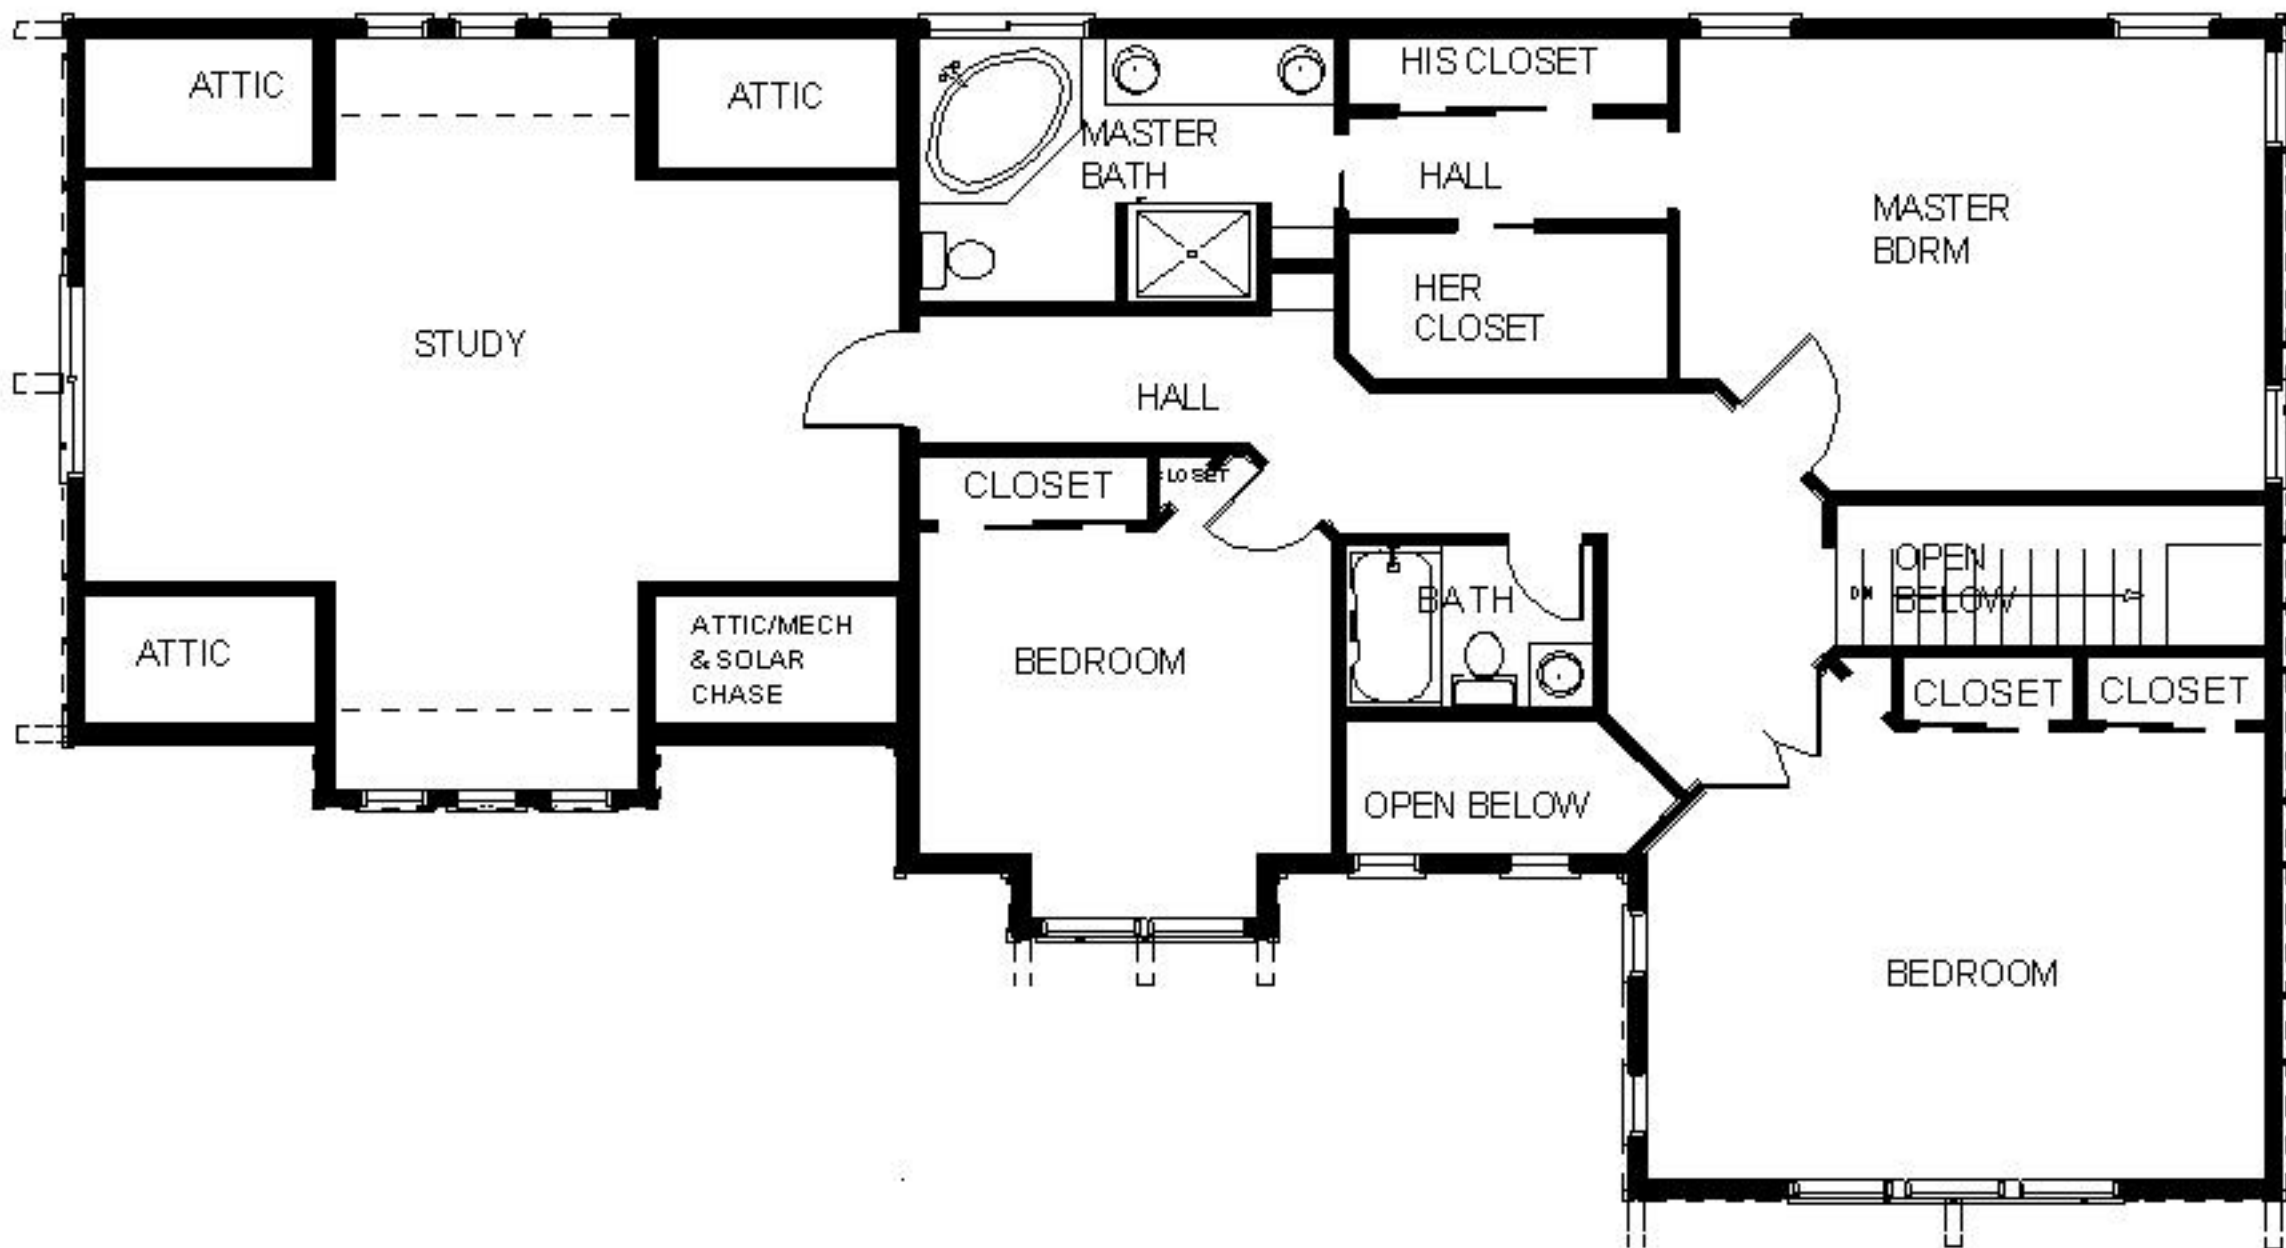 ATTIC
ATTIC
MASTER
BATH
HIS CLOSET
HALL
MASTER
BDRM
HER
CLOSET
STUDY
HALL
CLOSET
CLOSET
OPEN
BELOW
DN
BATH
ATTIC
ATTIC/MECH
& SOLAR
CHASE
BEDROOM
CLOSET
CLOSET
OPEN BELOW
BEDROOM